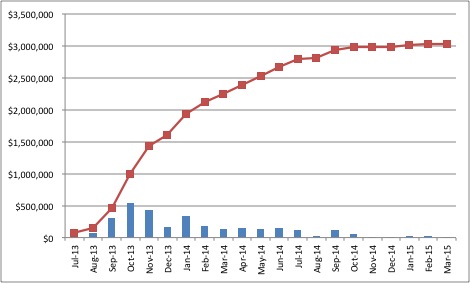 $3,500,000
$3,000,000
$2,500,000
$2,000,000
$1,500,000
$1,000,000
$500,000
$0
Jul-13
Aug-13
Sep-13
Oct-13
Nov-13
Dec-13
Jan-14
Feb-14
Mar-14
Apr-14
May-14
Jun-14
Jul-14
Aug-14
Sep-14
Oct-14
Nov-14
Dec-14
Jan-15
Feb-15
Mar-15